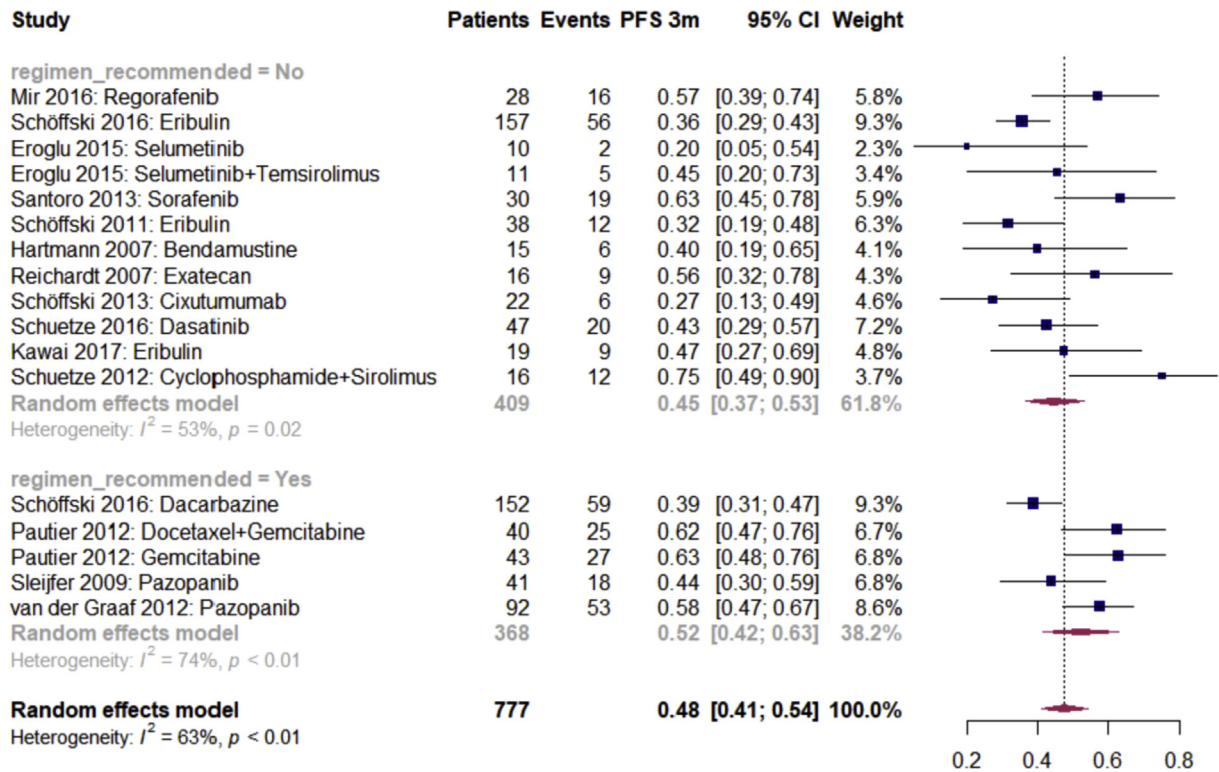 Study Patients Events PFS 3m 95% CI Weight
regimen_recommended = No
Mir 2016: Regorafenib 28 16 0.57 [0.39; 0.74] 5.8%
Schöffski 2016: Eribulin 157 56 0.36 [0.29; 0.43] 9.3%
Eroglu 2015: Selumetinib 10 2 0.20 [0.05; 0.54] 2.3%
Eroglu 2015: Selumetinib+Temsirolimus 11 5 0.45 [0.20; 0.73] 3.4%
Santoro 2013: Sorafenib 30 19 0.63 [0.45; 0.78] 5.9%
Schöffski 2011: Eribulin 38 12 0.32 [0.19; 0.48] 6.3%
Hartmann 2007: Bendamustine 15 6 0.40 [0.19; 0.65] 4.1%
Reichardt 2007: Exatecan 16 9 0.56 [0.32; 0.78] 4.3%
Schöffski 2013: Cixutumumab 22 6 0.27 [0.13; 0.49] 4.6%
Schuetze 2016: Dasatinib 47 20 0.43 [0.29; 0.57] 7.2%
Kawai 2017: Eribulin 19 9 0.47 [0.27; 0.69] 4.8%
Schuetze 2012: Cyclophosphamide+Sirolimus 16 12 0.75 [0.49; 0.90] 3.7%
Random effects model 409 0.45 [0.37; 0.53] 61.8%
Heterogeneity: I² = 53%, p = 0.02
regimen_recommended = Yes
Schöffski 2016: Dacarbazine 152 59 0.39 [0.31; 0.47] 9.3%
Pautier 2012: Docetaxel+Gemcitabine 40 25 0.62 [0.47; 0.76] 6.7%
Pautier 2012: Gemcitabine 43 27 0.63 [0.48; 0.76] 6.8%
Sleijfer 2009: Pazopanib 41 18 0.44 [0.30; 0.59] 6.8%
van der Graaf 2012: Pazopanib 92 53 0.58 [0.47; 0.67] 8.6%
Random effects model 368 0.52 [0.42; 0.63] 38.2%
Heterogeneity: I² = 74%, p < 0.01
Random effects model 777 0.48 [0.41; 0.54] 100.0%
Heterogeneity: I² = 63%, p < 0.01
0.2 0.4 0.6 0.8